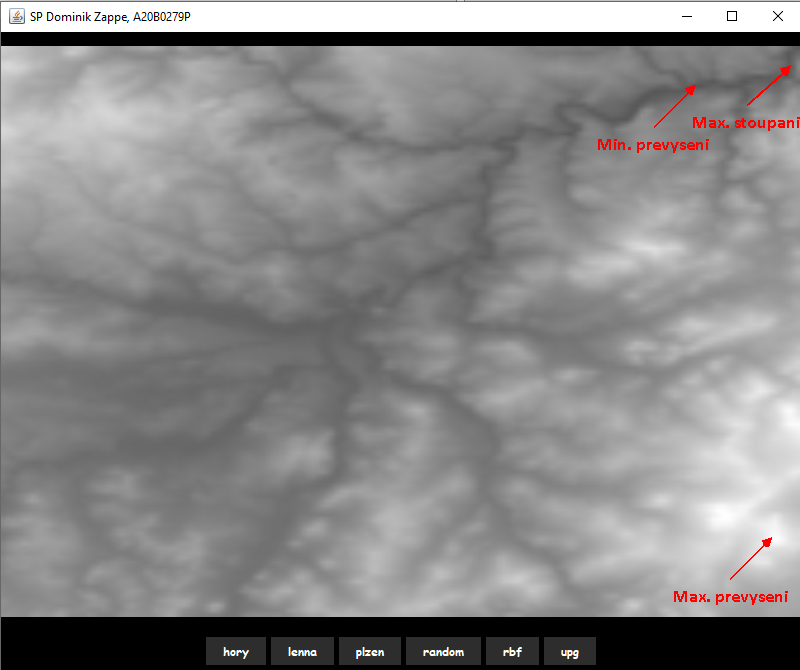 SP Dominik Zappe, A20B0279P
Max. stoupani
Min. prevyseni
Max. prevyseni
hory lenna plzen random rbf upg